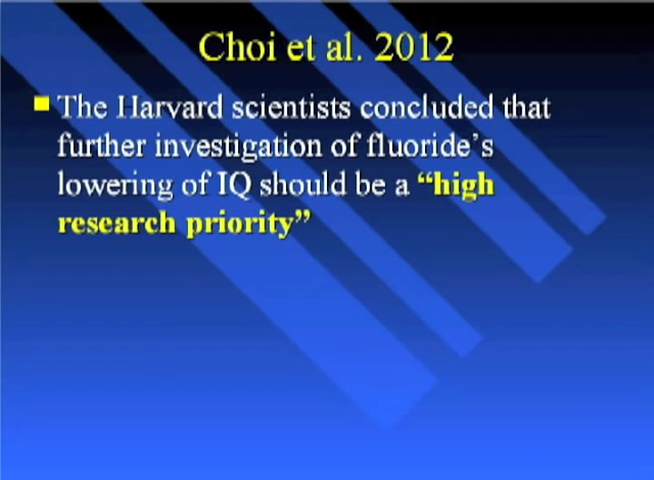 Choi et al. 2012
The Harvard scientists concluded that
further investigation of fluoride's
lowering of IQ should be a “high
research priority”